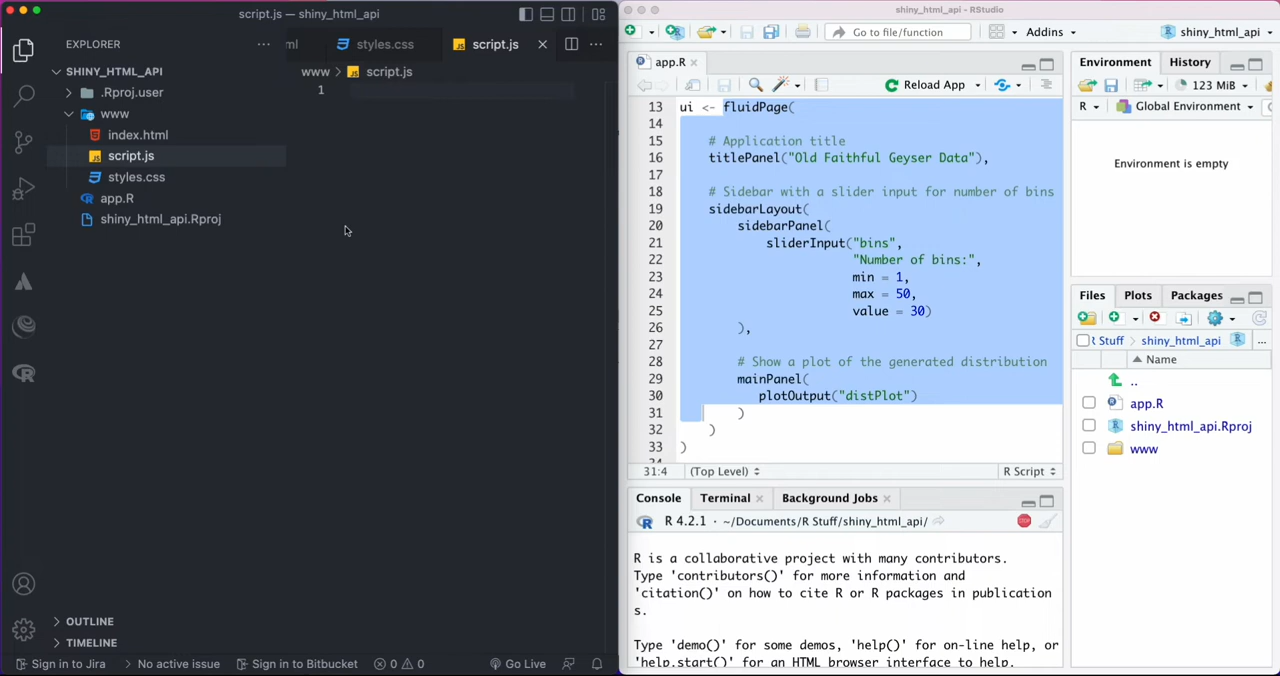 script.js — shiny_html_api
EXPLORER
SHINY_HTML_API
.Rproj.user
www
index.html
script.js
styles.css
app.R
shiny_html_api.Rproj
OUTLINE
TIMELINE
ml
styles.css
script.js
www > script.js
1
Sign in to Jira
No active issue
Sign in to Bitbucket
0
0
Go Live
shiny_html_api - RStudio
Go to file/function
Addins
shiny_html_api
app.R
Reload App
13 ui <- fluidPage(
14
15 # Application title
16 titlePanel("Old Faithful Geyser Data"),
17
18 # Sidebar with a slider input for number of bins
19 sidebarLayout(
20 sidebarPanel(
21 sliderInput("bins",
22 "Number of bins:",
23 min = 1,
24 max = 50,
25 value = 30)
26 ),
27
28 # Show a plot of the generated distribution
29 mainPanel(
30 plotOutput("distPlot")
31 )
32 )
33 )
31:4
(Top Level)
R Script
Console
Terminal
Background Jobs
R 4.2.1 · ~/Documents/R Stuff/shiny_html_api/
R is a collaborative project with many contributors.
Type 'contributors()' for more information and
'citation()' on how to cite R or R packages in publication
s.
Type 'demo()' for some demos, 'help()' for on-line help, or
'help.start()' for an HTML browser interface to help.
Environment
History
123 MiB
R
Global Environment
Environment is empty
Files
Plots
Packages
Stuff > shiny_html_api
Name
..
app.R
shiny_html_api.Rproj
www